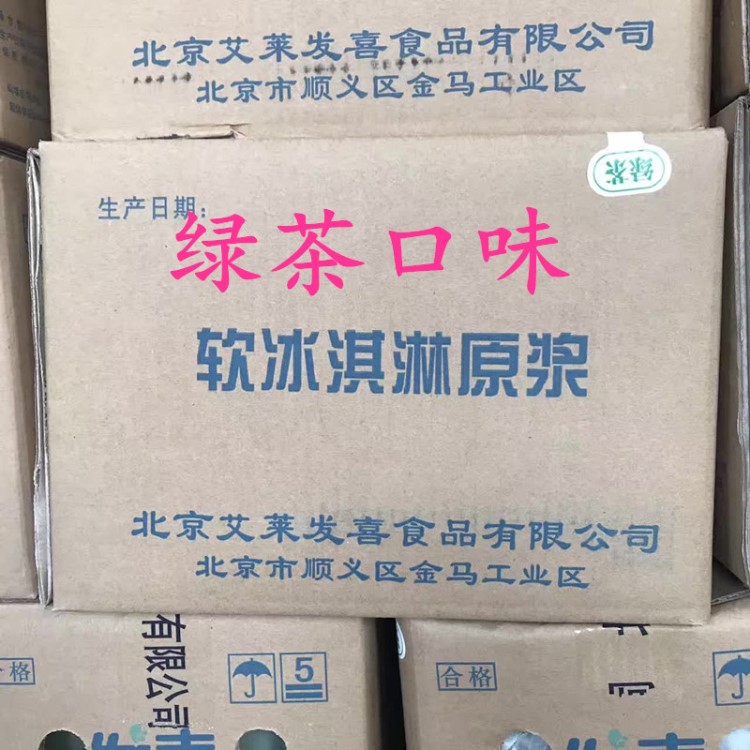 北京艾莱发喜食品有限公司
北京市顺义区金马工业区
绿茶
生产日期：
绿茶口味
软冰淇淋原浆
北京艾莱发喜食品有限公司
北京市顺义区金马工业区
有限公司
合格
5
合格
司